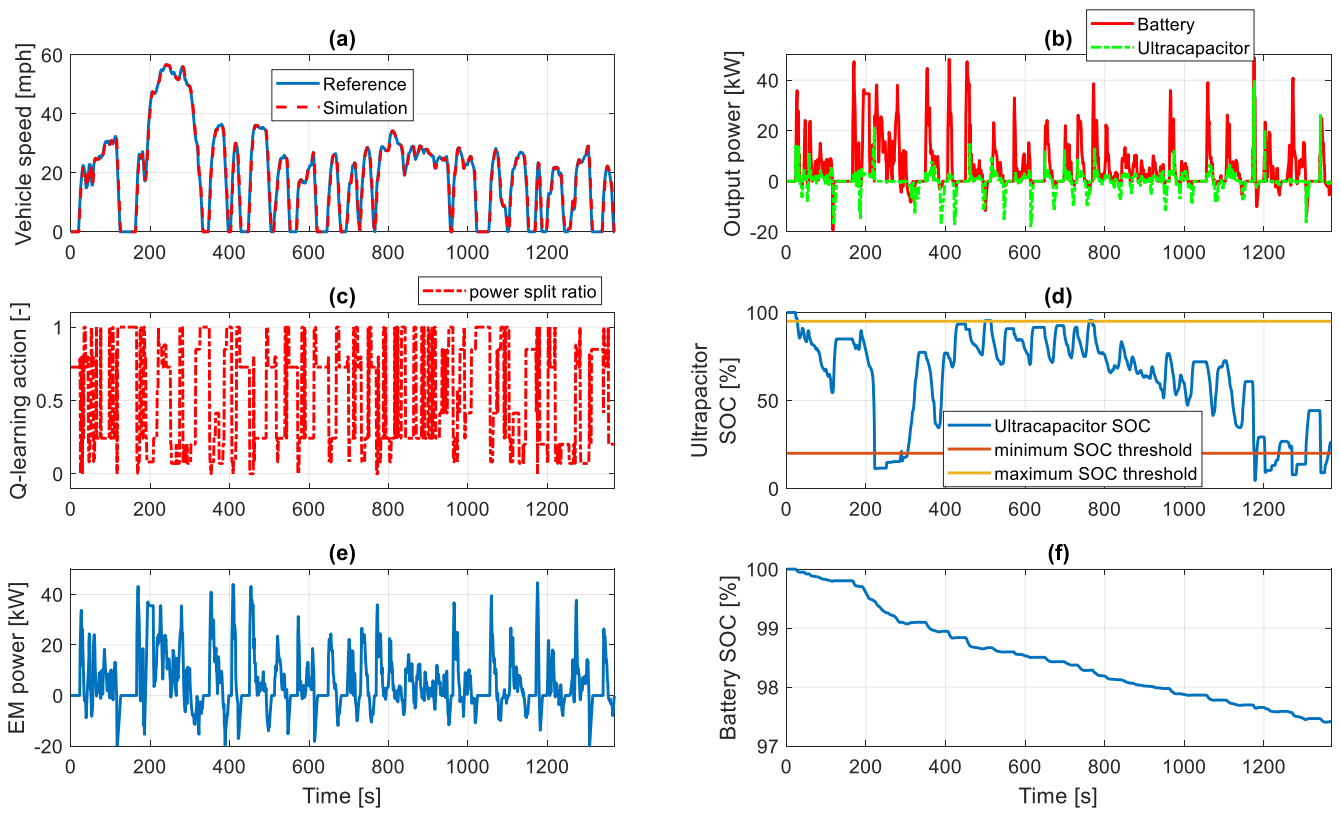 (a)
Vehicle speed [mph]
60
40
20
0
Reference
Simulation
0 200 400 600 800 1000 1200
(b)
Output power [kW]
40
20
0
-20
Battery
Ultracapacitor
0 200 400 600 800 1000 1200
(c)
Q-learning action [-]
1
0.5
0
power split ratio
0 200 400 600 800 1000 1200
(d)
Ultrapacitor
SOC [%]
100
50
0
Ultracapacitor SOC
minimum SOC threshold
maximum SOC threshold
0 200 400 600 800 1000 1200
(e)
EM power [kW]
40
20
0
-20
0 200 400 600 800 1000 1200
Time [s]
(f)
Battery SOC [%]
100
99
98
97
0 200 400 600 800 1000 1200
Time [s]